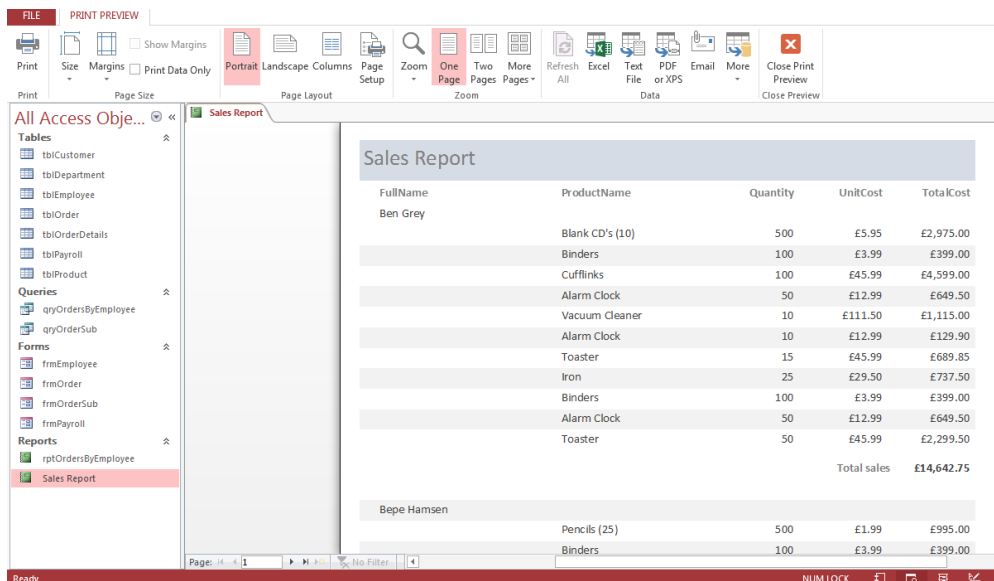 FILE PRINT PREVIEW
Print Size Margins Show Margins Print Data Only Portrait Landscape Columns Page Setup Zoom One Page Two Pages More Pages Refresh All Excel Text File PDF or XPS Email More Close Print Preview
Print Page Size Page Layout Zoom Data Close Preview
All Access Obje... «
Sales Report
Tables
tblCustomer
tblDepartment
tblEmployee
tblOrder
tblOrderDetails
tblPayroll
tblProduct
Queries
qryOrdersByEmployee
qryOrderSub
Forms
frmEmployee
frmOrder
frmOrderSub
frmPayroll
Reports
rptOrdersByEmployee
Sales Report
Sales Report
FullName ProductName Quantity UnitCost TotalCost
Ben Grey
Blank CD's (10) 500 £5.95 £2,975.00
Binders 100 £3.99 £399.00
Cufflinks 100 £45.99 £4,599.00
Alarm Clock 50 £12.99 £649.50
Vacuum Cleaner 10 £111.50 £1,115.00
Alarm Clock 10 £12.99 £129.90
Toaster 15 £45.99 £689.85
Iron 25 £29.50 £737.50
Binders 100 £3.99 £399.00
Alarm Clock 50 £12.99 £649.50
Toaster 50 £45.99 £2,299.50
Total sales £14,642.75
Bepe Hamsen
Pencils (25) 500 £1.99 £995.00
Binders 100 £3.99 £399.00
Page: 1 No Filter
Ready NUM LOCK